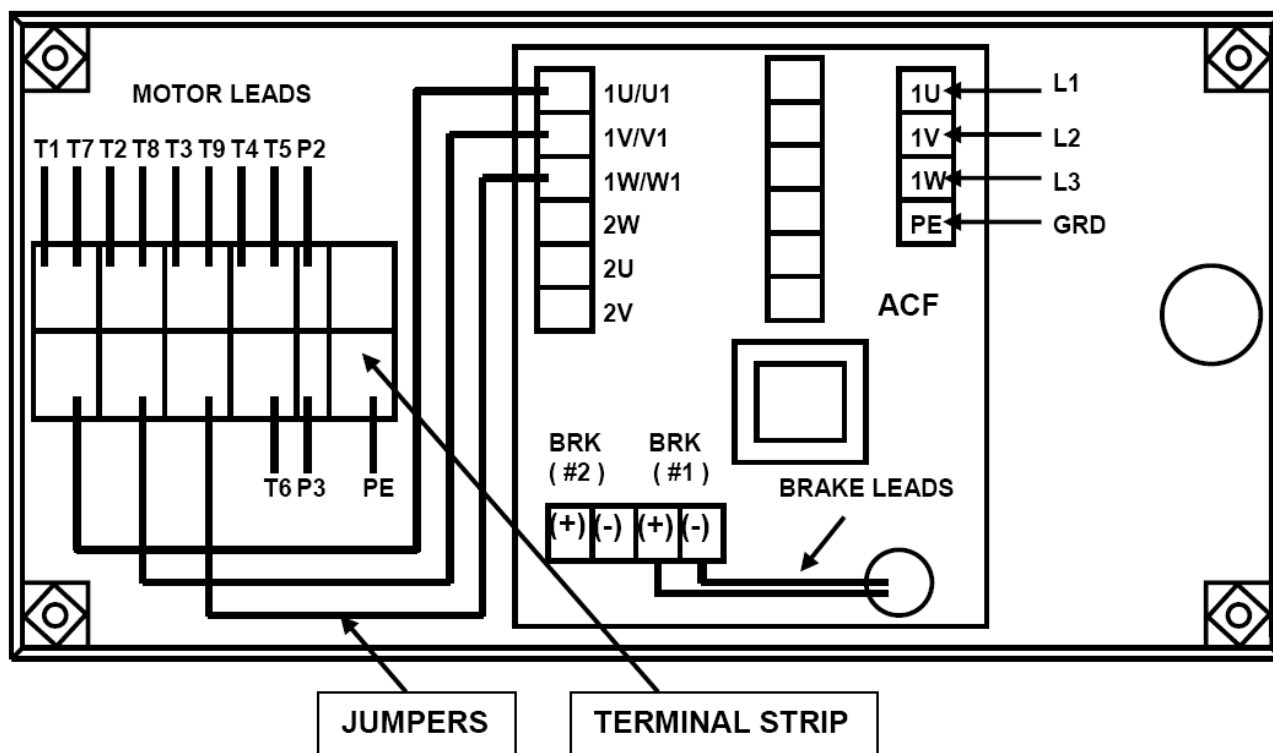 MOTOR LEADS
T1 T7 T2 T8 T3 T9 T4 T5 P2
T6 P3 PE
1U/U1
1V/V1
1W/W1
2W
2U
2V
1U
1V
1W
PE
L1
L2
L3
GRD
ACF
BRK
( #2 )
BRK
( #1 )
(+) (-) (+) (-)
BRAKE LEADS
JUMPERS
TERMINAL STRIP